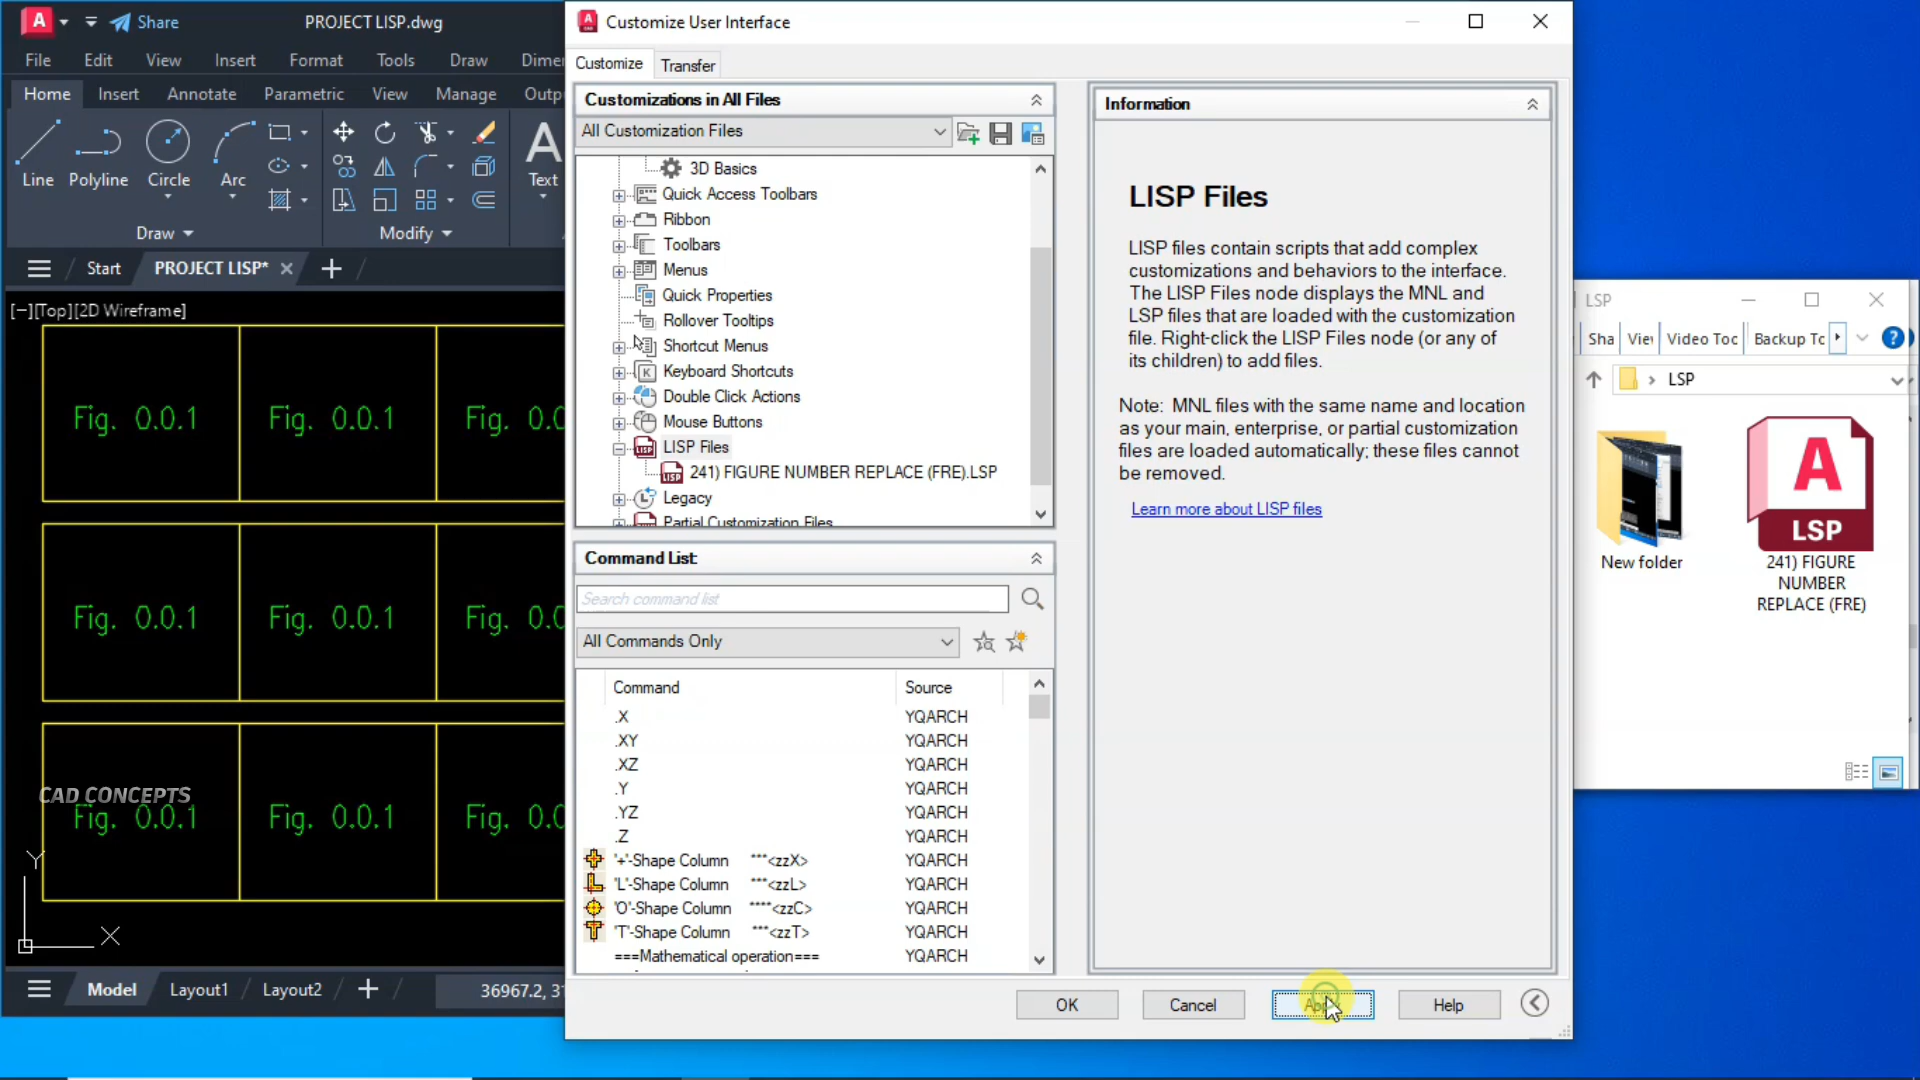 Share
PROJECT LISP.dwg
File Edit View Insert Format Tools Draw
Home Insert Annotate Parametric View Manage
Line Polyline Circle Arc Text
Draw Modify
Start PROJECT LISP*
[−][Top][2D Wireframe]
Fig. 0.0.1 Fig. 0.0.1 Fig.
Fig. 0.0.1 Fig. 0.0.1 Fig.
CAD CONCEPTS
Fig. 0.0.1 Fig. 0.0.1 Fig.
Y
X
Model Layout1 Layout2
36967.2,
Customize User Interface
Customize Transfer
Customizations in All Files
All Customization Files
3D Basics
Quick Access Toolbars
Ribbon
Toolbars
Menus
Quick Properties
Rollover Tooltips
Shortcut Menus
Keyboard Shortcuts
Double Click Actions
Mouse Buttons
LISP Files
241) FIGURE NUMBER REPLACE (FRE).LSP
Legacy
Partial Customization Files
Command List:
Search command list
All Commands Only
Command Source
.X YQARCH
.XY YQARCH
.XZ YQARCH
.Y YQARCH
.YZ YQARCH
.Z YQARCH
'+'-Shape Column ***<zzX> YQARCH
'L'-Shape Column ***<zzL> YQARCH
'O'-Shape Column ****<zzC> YQARCH
'T'-Shape Column ***<zzT> YQARCH
===Mathematical operation=== YQARCH
Information
LISP Files
LISP files contain scripts that add complex
customizations and behaviors to the interface.
The LISP Files node displays the MNL and
LSP files that are loaded with the customization
file. Right-click the LISP Files node (or any of
its children) to add files.
Note: MNL files with the same name and location
as your main, enterprise, or partial customization
files are loaded automatically; these files cannot
be removed.
Learn more about LISP files
OK Cancel Help
LSP
Video Backup
LSP
A
LSP
New folder
241) FIGURE
NUMBER
REPLACE (FRE)